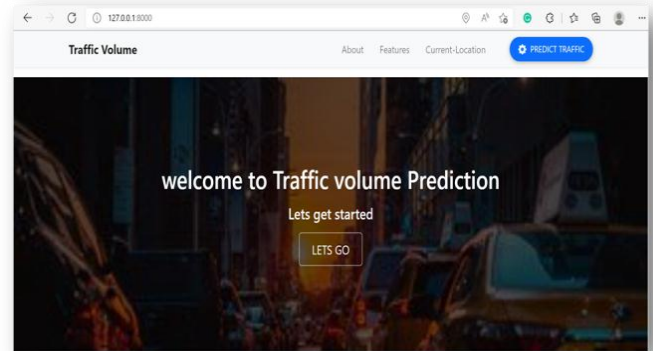 127.0.0.1:8000
Traffic Volume
About Features Current-Location PREDICT TRAFFIC
welcome to Traffic volume Prediction
Lets get started
LETS GO